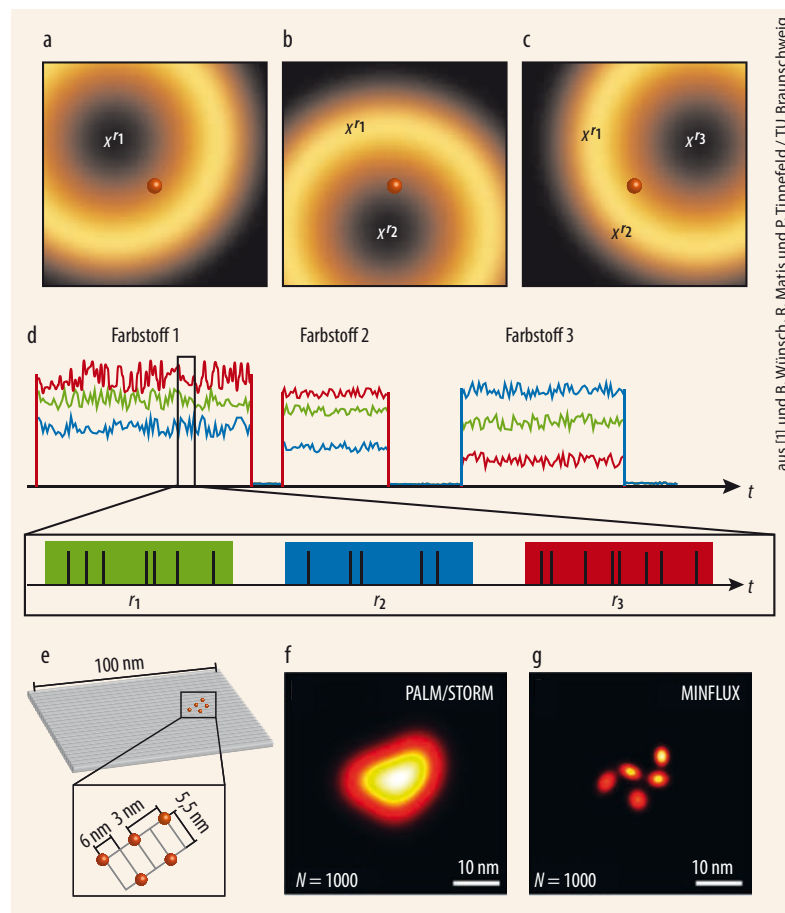 a
b
c
x r1
x r1
x r2
x r1
x r3
x r2
aus [1] und B. Wünsch, R. Matis und P. Tinnefeld / TU Braunschweig
d
Farbstoff 1
Farbstoff 2
Farbstoff 3
t
t
r1
r2
r3
e
100 nm
6 nm
3 nm
5,5 nm
f
PALM/STORM
N = 1000
10 nm
g
MINFLUX
N = 1000
10 nm